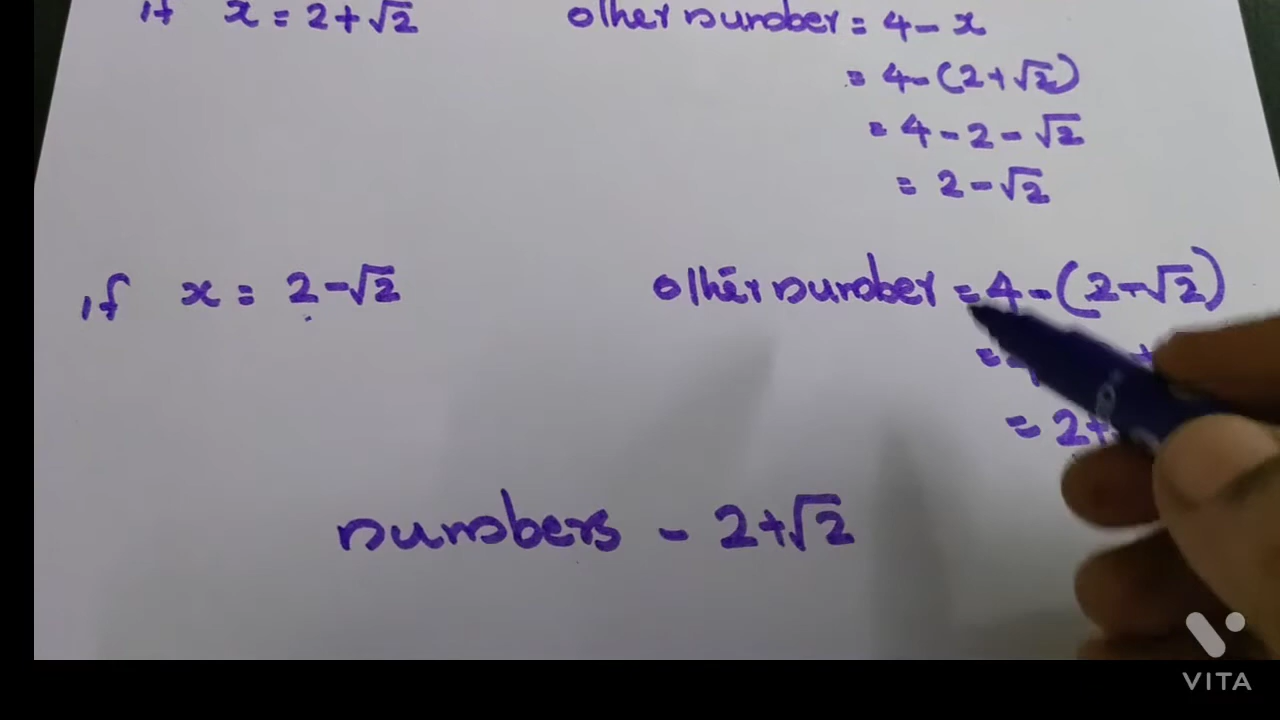 if x = 2+√2 other number = 4 - x
= 4-(2+√2)
= 4 - 2 - √2
= 2-√2
if x = 2-√2 other number = 4-(2-√2)
=
= 2+
numbers - 2+√2
VITA